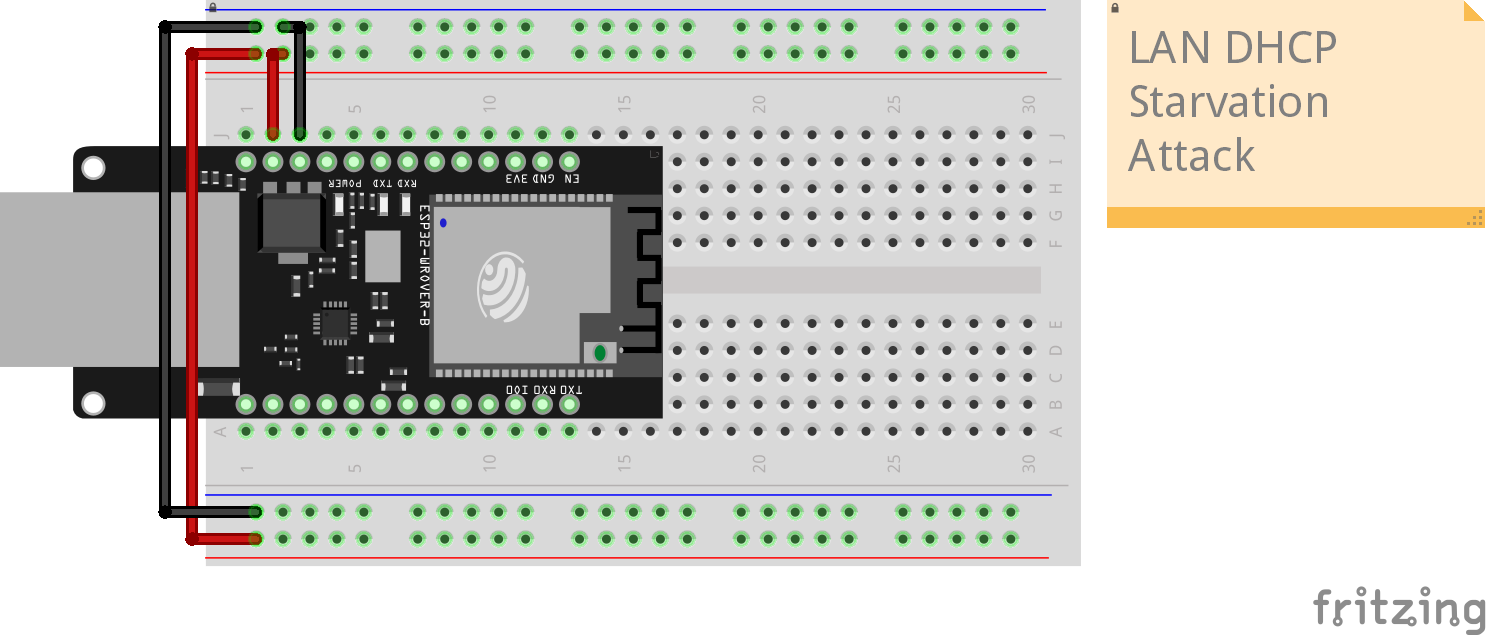 LAN DHCP
Starvation
Attack
1 5 10 15 20 25 30
J J
I
H
G
F
POWER TXD RXD
3V3 GND EN
ESP32-WROVER-B
E
D
C
B
A A
IO0 RXD TXD
1 5 10 15 20 25 30
fritzing